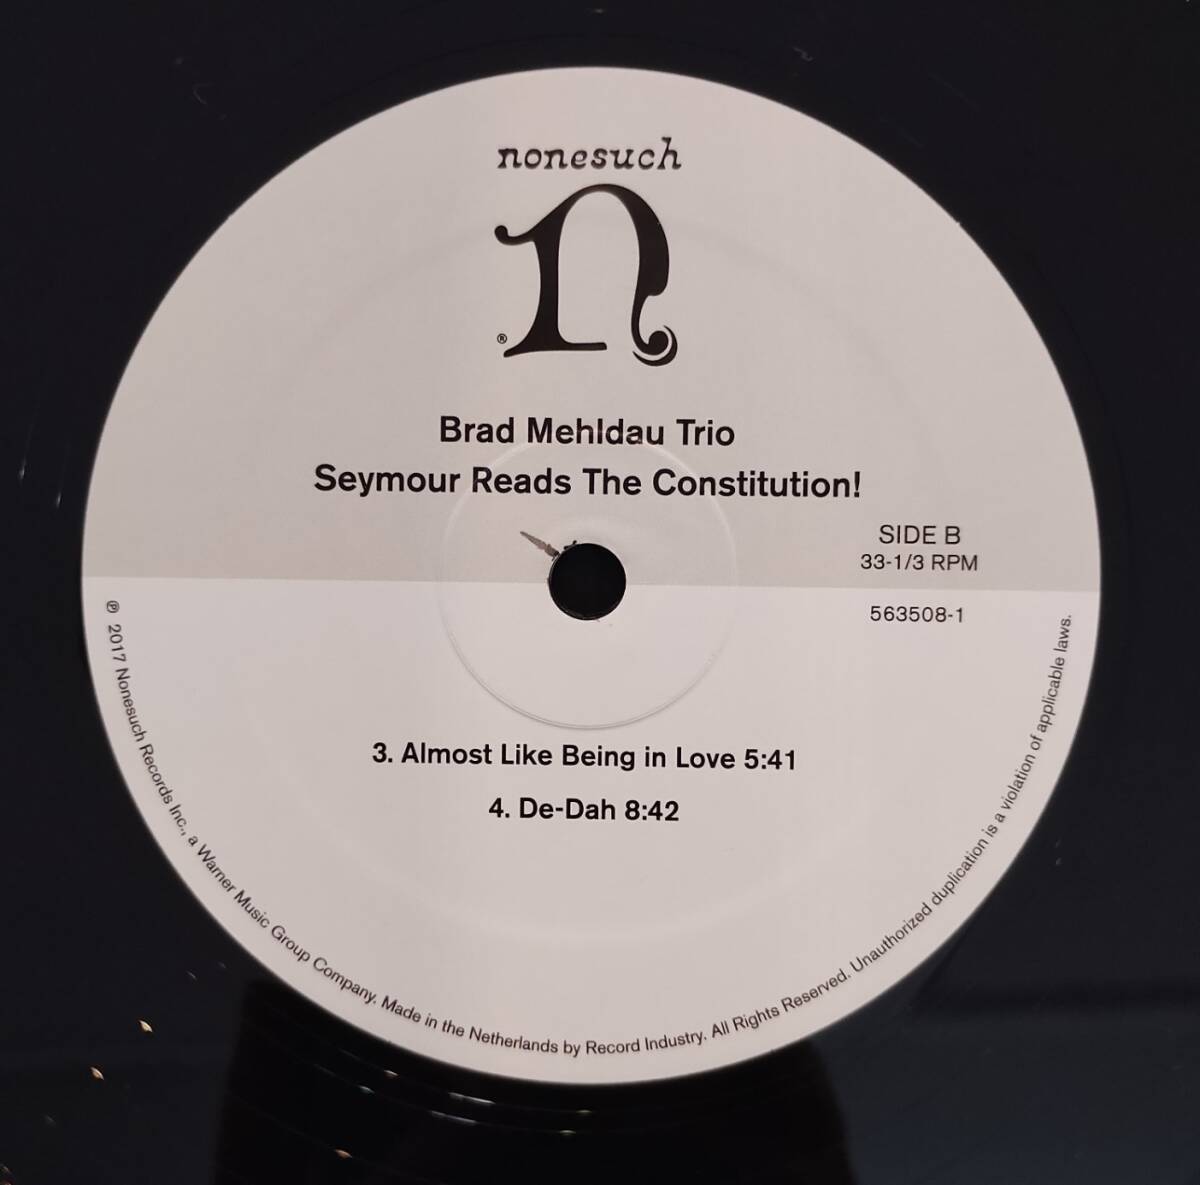 nonesuch
n
®
Brad Mehldau Trio
Seymour Reads The Constitution!
SIDE B
33-1/3 RPM
563508-1
3. Almost Like Being in Love 5:41
4. De-Dah 8:42
℗ 2017 Nonesuch Records Inc., a Warner Music Group Company. Made in the Netherlands by Record Industry. All Rights Reserved. Unauthorized duplication is a violation of applicable laws.